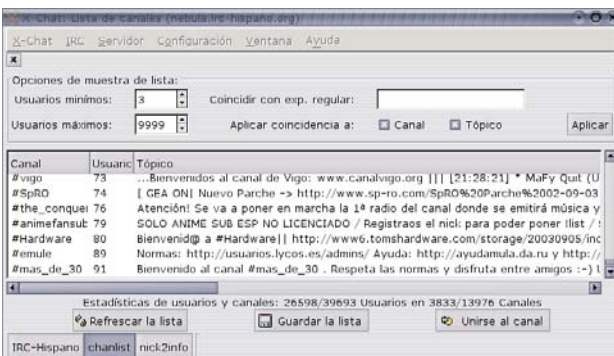 X-Chat: Lista de canales (nebula.irc-hispano.org)
X-Chat IRC Servidor Configuración Ventana Ayuda
Opciones de muestra de lista:
Usuarios minímos: 3 Coincidir con exp. regular:
Usuarios máximos: 9999 Aplicar coincidencia a: Canal Tópico Aplicar
Canal Usuaric Tópico
#vigo 73 ...Bienvenidos al canal de Vigo: www.canalvigo.org ||| [21:28:21] * MaFy Quit (U
#SpRO 74 [ GEA ON] Nuevo Parche -> http://www.sp-ro.com/SpRO%20Parche%2002-09-03
#the_conquer 76 Atención! Se va a poner en marcha la 1ª radio del canal donde se emitirá música y
#animefansub 79 SOLO ANIME SUB ESP NO LICENCIADO / Registraos el nick para poder poner !list /
#Hardware 80 Bienvenid@ a #Hardware|| http://www6.tomshardware.com/storage/20030905/inc
#emule 89 Normas: http://usuarios.lycos.es/admins/ Ayuda: http://ayudamula.da.ru y http:/
#mas_de_30 91 Bienvenido al canal #mas_de_30 . Respeta las normas y disfruta entre amigos :-)
Estadísticas de usuarios y canales: 26598/39693 Usuarios en 3833/13976 Canales
Refrescar la lista Guardar la lista Unirse al canal
IRC-Hispano chanlist nick2info